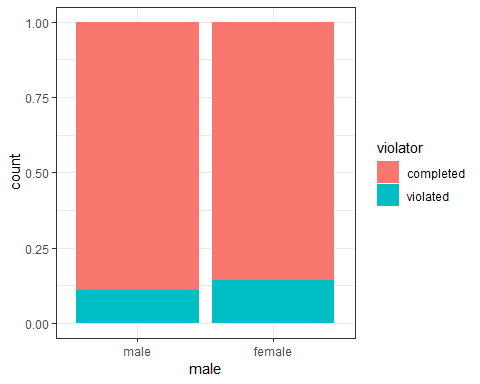 1.00
0.75
0.50
0.25
0.00
count
male female
male
violator
completed
violated